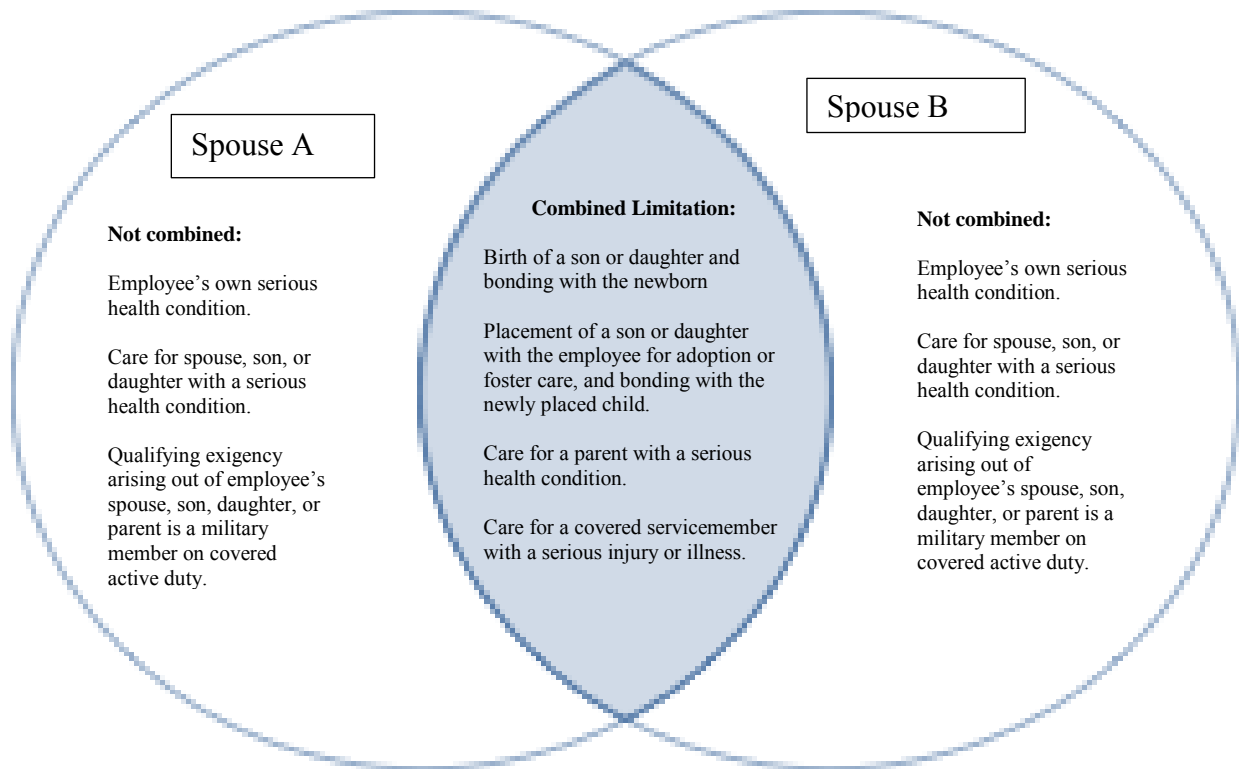 Spouse A
Not combined:
Employee’s own serious
health condition.
Care for spouse, son, or
daughter with a serious
health condition.
Qualifying exigency
arising out of employee’s
spouse, son, daughter, or
parent is a military
member on covered
active duty.
Combined Limitation:
Birth of a son or daughter and
bonding with the newborn
Placement of a son or daughter
with the employee for adoption or
foster care, and bonding with the
newly placed child.
Care for a parent with a serious
health condition.
Care for a covered servicemember
with a serious injury or illness.
Spouse B
Not combined:
Employee’s own serious
health condition.
Care for spouse, son, or
daughter with a serious
health condition.
Qualifying exigency
arising out of
employee’s spouse, son,
daughter, or parent is a
military member on
covered active duty.